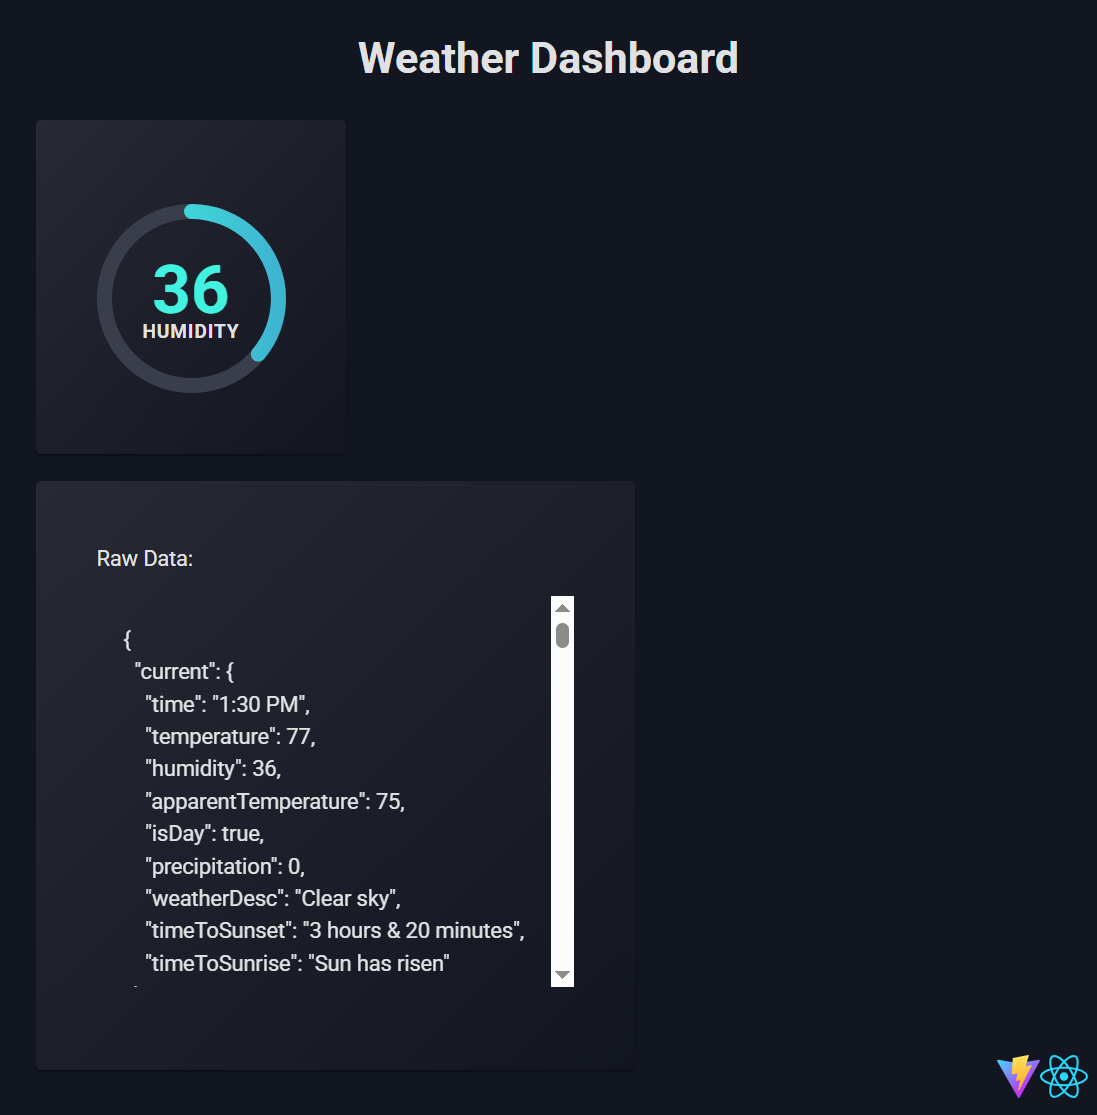 Weather Dashboard
36
HUMIDITY
Raw Data:
{
"current": {
"time": "1:30 PM",
"temperature": 77,
"humidity": 36,
"apparentTemperature": 75,
"isDay": true,
"precipitation": 0,
"weatherDesc": "Clear sky",
"timeToSunset": "3 hours & 20 minutes",
"timeToSunrise": "Sun has risen"